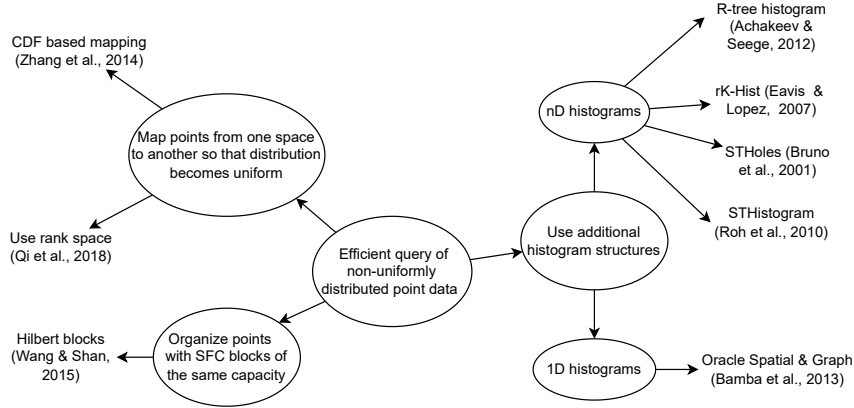 CDF based mapping
(Zhang et al., 2014)
Map points from one space
to another so that distribution
becomes uniform
Use rank space
(Qi et al., 2018)
Efficient query of
non-uniformly
distributed point data
Organize points
with SFC blocks of
the same capacity
Hilbert blocks
(Wang & Shan,
2015)
Use additional
histogram structures
nD histograms
R-tree histogram
(Achakeev &
Seege, 2012)
rK-Hist (Eavis &
Lopez, 2007)
STHoles (Bruno
et al., 2001)
STHistogram
(Roh et al., 2010)
1D histograms
Oracle Spatial & Graph
(Bamba et al., 2013)